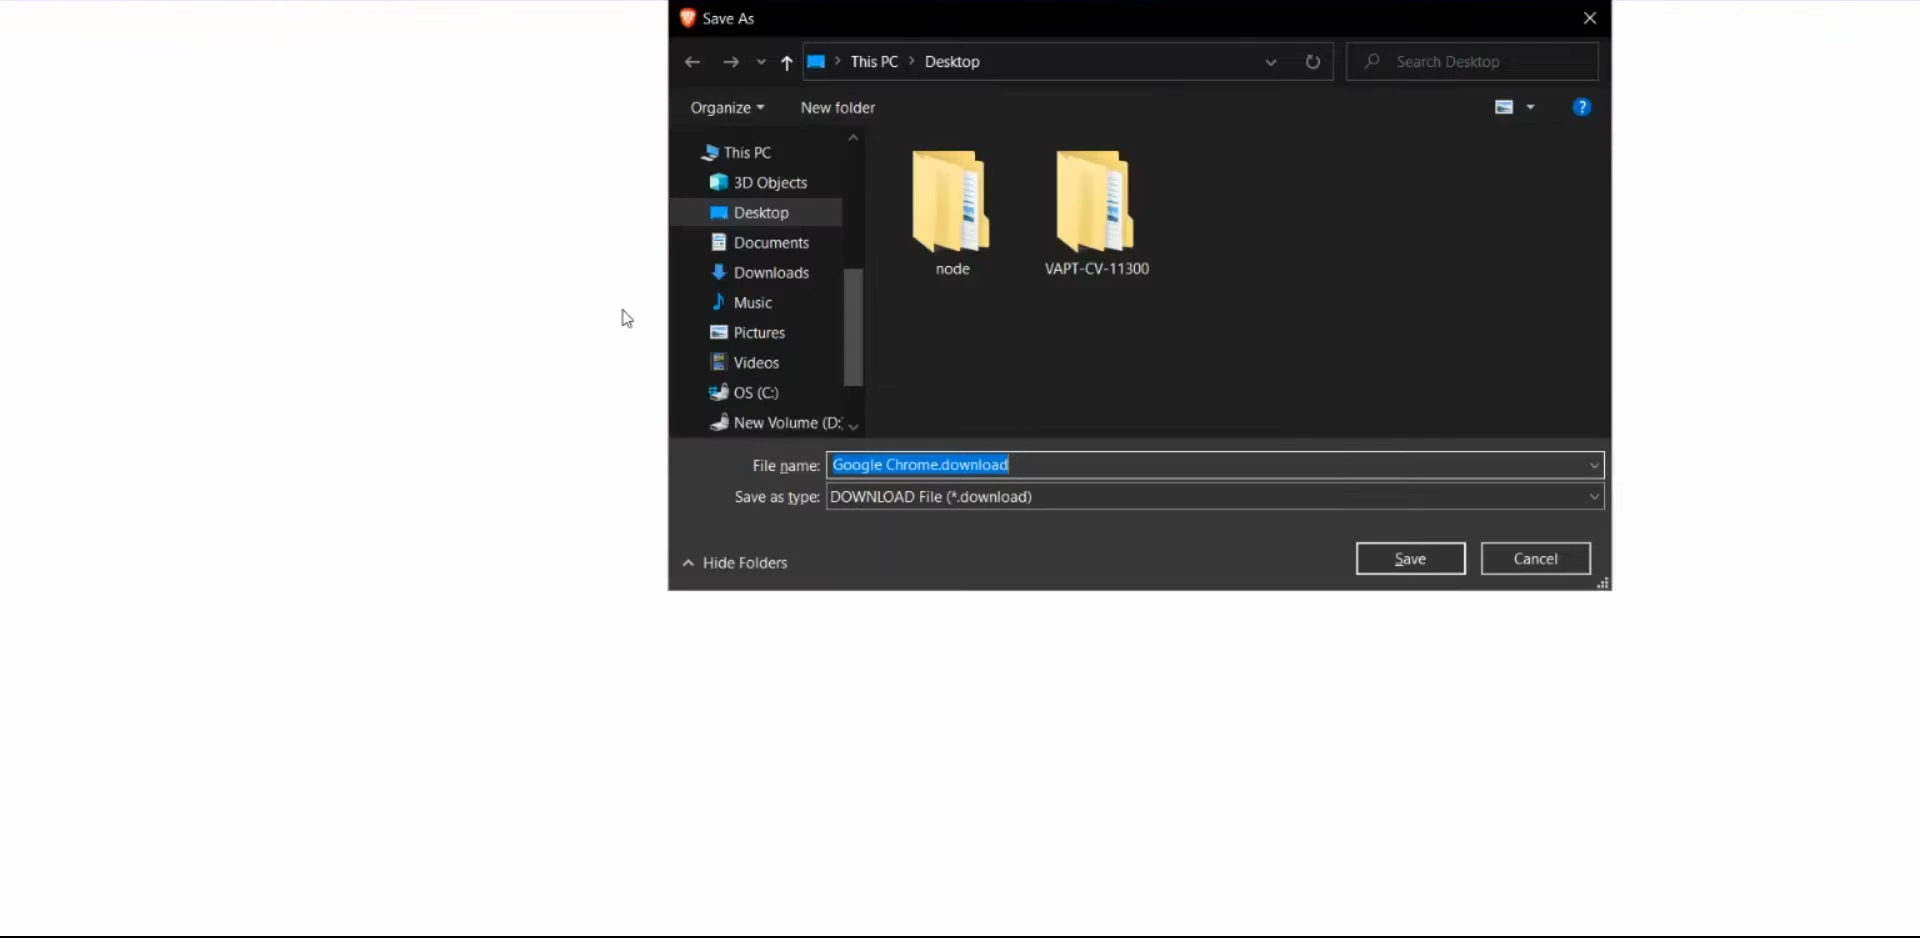 Save As
This PC > Desktop
Search Desktop
Organize
New folder
?
This PC
3D Objects
Desktop
Documents
Downloads
Music
Pictures
Videos
OS (C:)
New Volume (D:
node
VAPT-CV-11300
File name: Google Chrome.download
Save as type: DOWNLOAD File (*.download)
Hide Folders
Save
Cancel